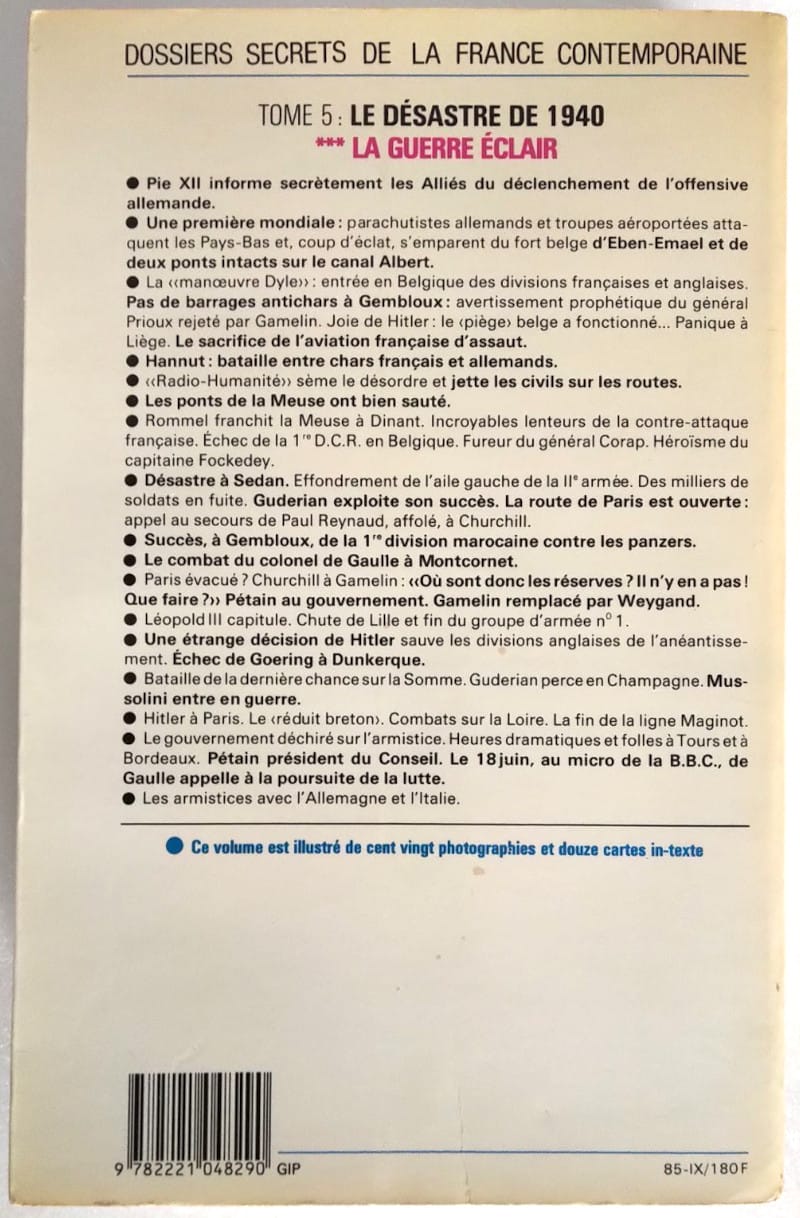 DOSSIERS SECRETS DE LA FRANCE CONTEMPORAINE
TOME 5 : LE DÉSASTRE DE 1940
*** LA GUERRE ÉCLAIR
● Pie XII informe secrètement les Alliés du déclenchement de l'offensive
allemande.
● Une première mondiale : parachutistes allemands et troupes aéroportées atta-
quent les Pays-Bas et, coup d'éclat, s'emparent du fort belge d'Eben-Emael et de
deux ponts intacts sur le canal Albert.
● La ‹‹manœuvre Dyle›› : entrée en Belgique des divisions françaises et anglaises.
Pas de barrages antichars à Gembloux : avertissement prophétique du général
Prioux rejeté par Gamelin. Joie de Hitler : le ‹piège› belge a fonctionné... Panique à
Liège. Le sacrifice de l'aviation française d'assaut.
● Hannut : bataille entre chars français et allemands.
● ‹‹Radio-Humanité›› sème le désordre et jette les civils sur les routes.
● Les ponts de la Meuse ont bien sauté.
● Rommel franchit la Meuse à Dinant. Incroyables lenteurs de la contre-attaque
française. Échec de la 1re D.C.R. en Belgique. Fureur du général Corap. Héroïsme du
capitaine Fockedey.
● Désastre à Sedan. Effondrement de l'aile gauche de la IIe armée. Des milliers de
soldats en fuite. Guderian exploite son succès. La route de Paris est ouverte :
appel au secours de Paul Reynaud, affolé, à Churchill.
● Succès, à Gembloux, de la 1re division marocaine contre les panzers.
● Le combat du colonel de Gaulle à Montcornet.
● Paris évacué ? Churchill à Gamelin : ‹‹Où sont donc les réserves ? Il n'y en a pas !
Que faire ?›› Pétain au gouvernement. Gamelin remplacé par Weygand.
● Léopold III capitule. Chute de Lille et fin du groupe d'armée n° 1.
● Une étrange décision de Hitler sauve les divisions anglaises de l'anéantisse-
ment. Échec de Goering à Dunkerque.
● Bataille de la dernière chance sur la Somme. Guderian perce en Champagne. Mus-
solini entre en guerre.
● Hitler à Paris. Le ‹réduit breton›. Combats sur la Loire. La fin de la ligne Maginot.
● Le gouvernement déchiré sur l'armistice. Heures dramatiques et folles à Tours et à
Bordeaux. Pétain président du Conseil. Le 18 juin, au micro de la B.B.C., de
Gaulle appelle à la poursuite de la lutte.
● Les armistices avec l'Allemagne et l'Italie.
● Ce volume est illustré de cent vingt photographies et douze cartes in-texte
9 782221 048290 GIP
85-IX/180 F